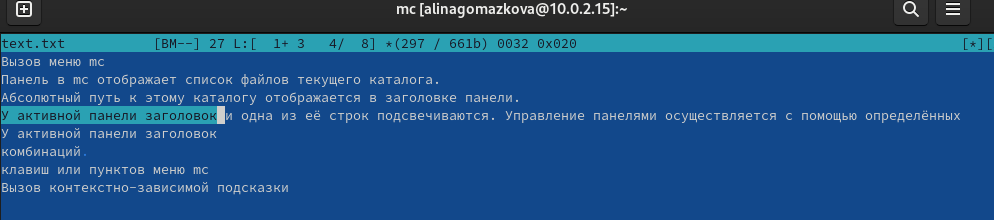 mc [alinagomazkova@10.0.2.15]:~
text.txt [BM--] 27 L:[ 1+ 3 4/ 8] *(297 / 661b) 0032 0x020 [*][
Вызов меню mc
Панель в mc отображает список файлов текущего каталога.
Абсолютный путь к этому каталогу отображается в заголовке панели.
У активной панели заголовок и одна из её строк подсвечиваются. Управление панелями осуществляется с помощью определённых
У активной панели заголовок
комбинаций.
клавиш или пунктов меню mc
Вызов контекстно-зависимой подсказки